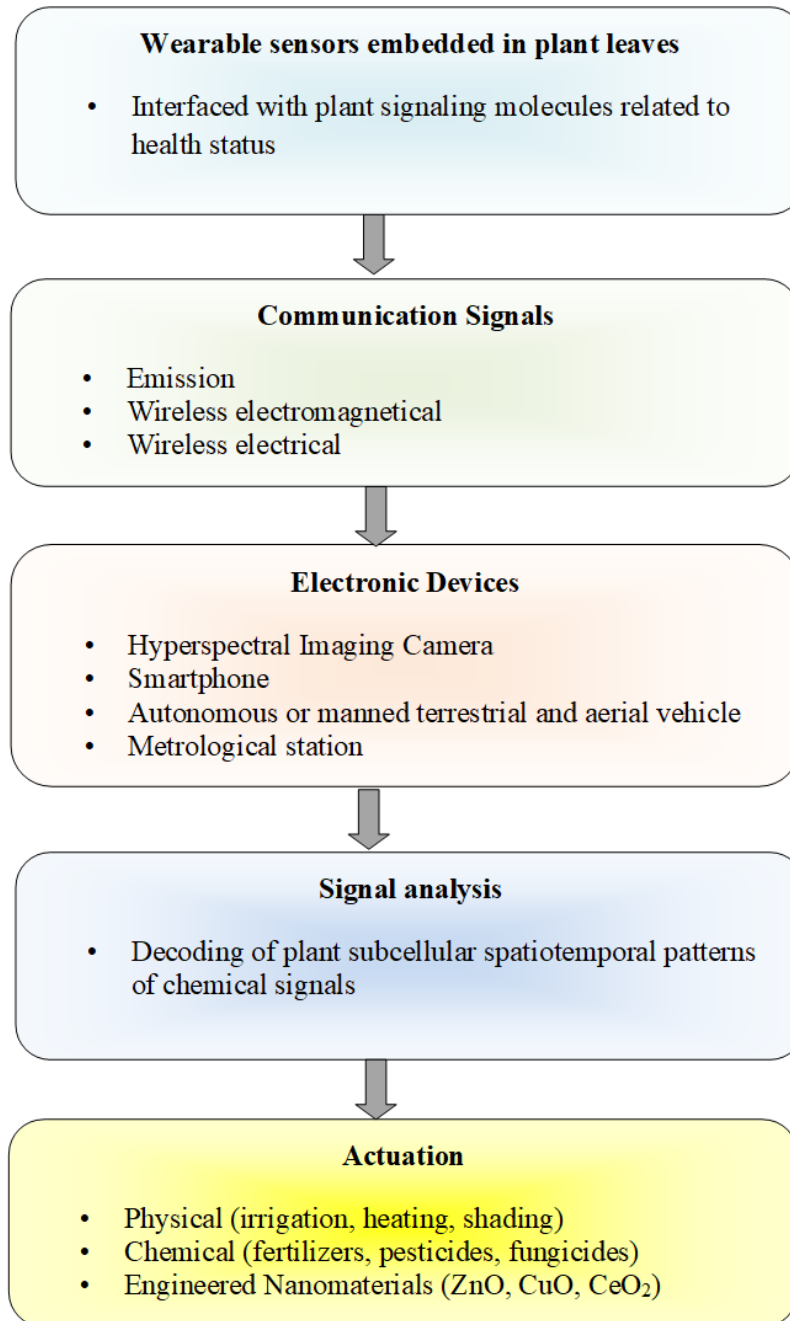 Wearable sensors embedded in plant leaves
• Interfaced with plant signaling molecules related to
health status
Communication Signals
• Emission
• Wireless electromagnetical
• Wireless electrical
Electronic Devices
• Hyperspectral Imaging Camera
• Smartphone
• Autonomous or manned terrestrial and aerial vehicle
• Metrological station
Signal analysis
• Decoding of plant subcellular spatiotemporal patterns
of chemical signals
Actuation
• Physical (irrigation, heating, shading)
• Chemical (fertilizers, pesticides, fungicides)
• Engineered Nanomaterials (ZnO, CuO, CeO₂)